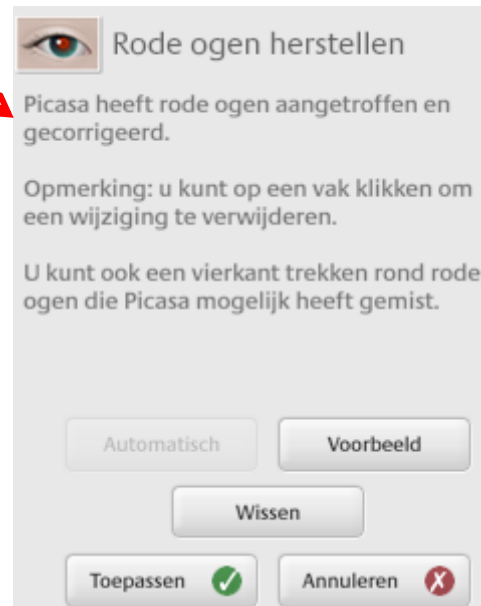 Rode ogen herstellen
Picasa heeft rode ogen aangetroffen en
gecorrigeerd.
Opmerking: u kunt op een vak klikken om
een wijziging te verwijderen.
U kunt ook een vierkant trekken rond rode
ogen die Picasa mogelijk heeft gemist.
Automatisch Voorbeeld
Wissen
Toepassen Annuleren